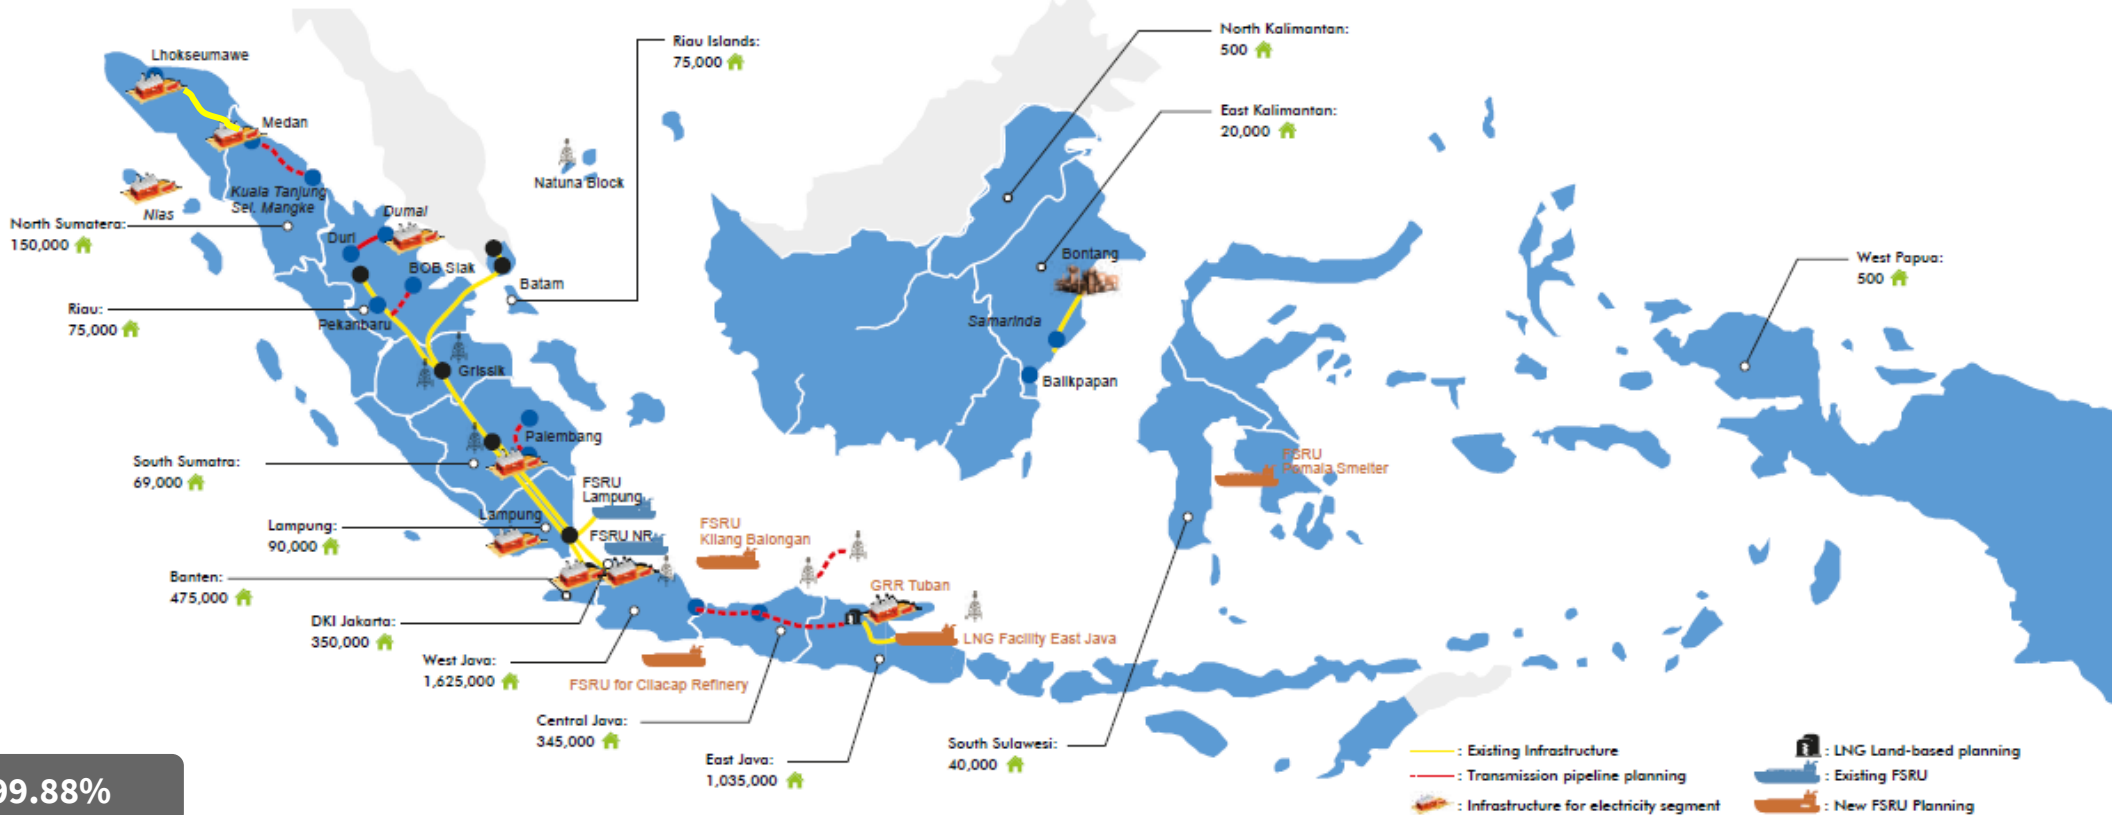 Lhokseumawe
Medan
Kuala Tanjung
Sei. Mangke
Nias
North Sumatera:
150,000
Dumai
Duri
BOB Siak
Batam
Riau Islands:
75,000
Natuna Block
Riau:
75,000
Pekanbaru
Grissik
Palembang
South Sumatra:
69,000
FSRU
Lampung
Lampung
Lampung:
90,000
FSRU NR
Banten:
475,000
DKI Jakarta:
350,000
West Java:
1,625,000
FSRU
Kilang Balongan
GRR Tuban
LNG Facility East Java
FSRU for Cilacap Refinery
Central Java:
345,000
East Java:
1,035,000
North Kalimantan:
500
East Kalimantan:
20,000
Bontang
Samarinda
Balikpapan
FSRU
Pomala Smelter
South Sulawesi:
40,000
West Papua:
500
: Existing Infrastructure
: Transmission pipeline planning
: Infrastructure for electricity segment
: LNG Land-based planning
: Existing FSRU
: New FSRU Planning
99.88%